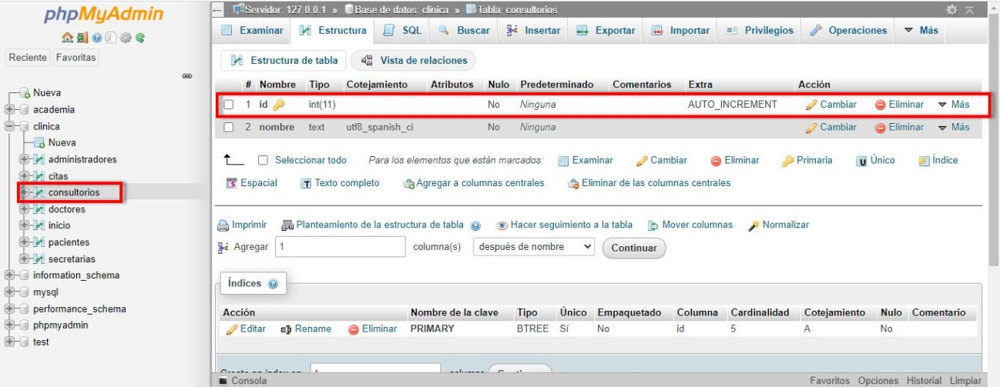 phpMyAdmin
Reciente Favoritas
Nueva
academia
clinica
Nueva
administradores
citas
consultorios
doctores
inicio
pacientes
secretarias
information_schema
mysql
performance_schema
phpmyadmin
test
Servidor: 127.0.0.1 » Base de datos: clinica » Tabla: consultorios
Examinar Estructura SQL Buscar Insertar Exportar Importar Privilegios Operaciones Más
Estructura de tabla Vista de relaciones
# Nombre Tipo Cotejamiento Atributos Nulo Predeterminado Comentarios Extra Acción
1 id int(11) No Ninguna AUTO_INCREMENT Cambiar Eliminar Más
2 nombre text utf8_spanish_ci No Ninguna Cambiar Eliminar Más
Seleccionar todo Para los elementos que están marcados: Examinar Cambiar Eliminar Primaria Único Índice
Espacial Texto completo Agregar a columnas centrales Eliminar de las columnas centrales
Imprimir Planteamiento de la estructura de tabla Hacer seguimiento a la tabla Mover columnas Normalizar
Agregar 1 columna(s) después de nombre Continuar
Índices
Acción Nombre de la clave Tipo Único Empaquetado Columna Cardinalidad Cotejamiento Nulo Comentario
Editar Rename Eliminar PRIMARY BTREE Sí No id 5 A No
Consola Favoritos Opciones Historial Limpiar